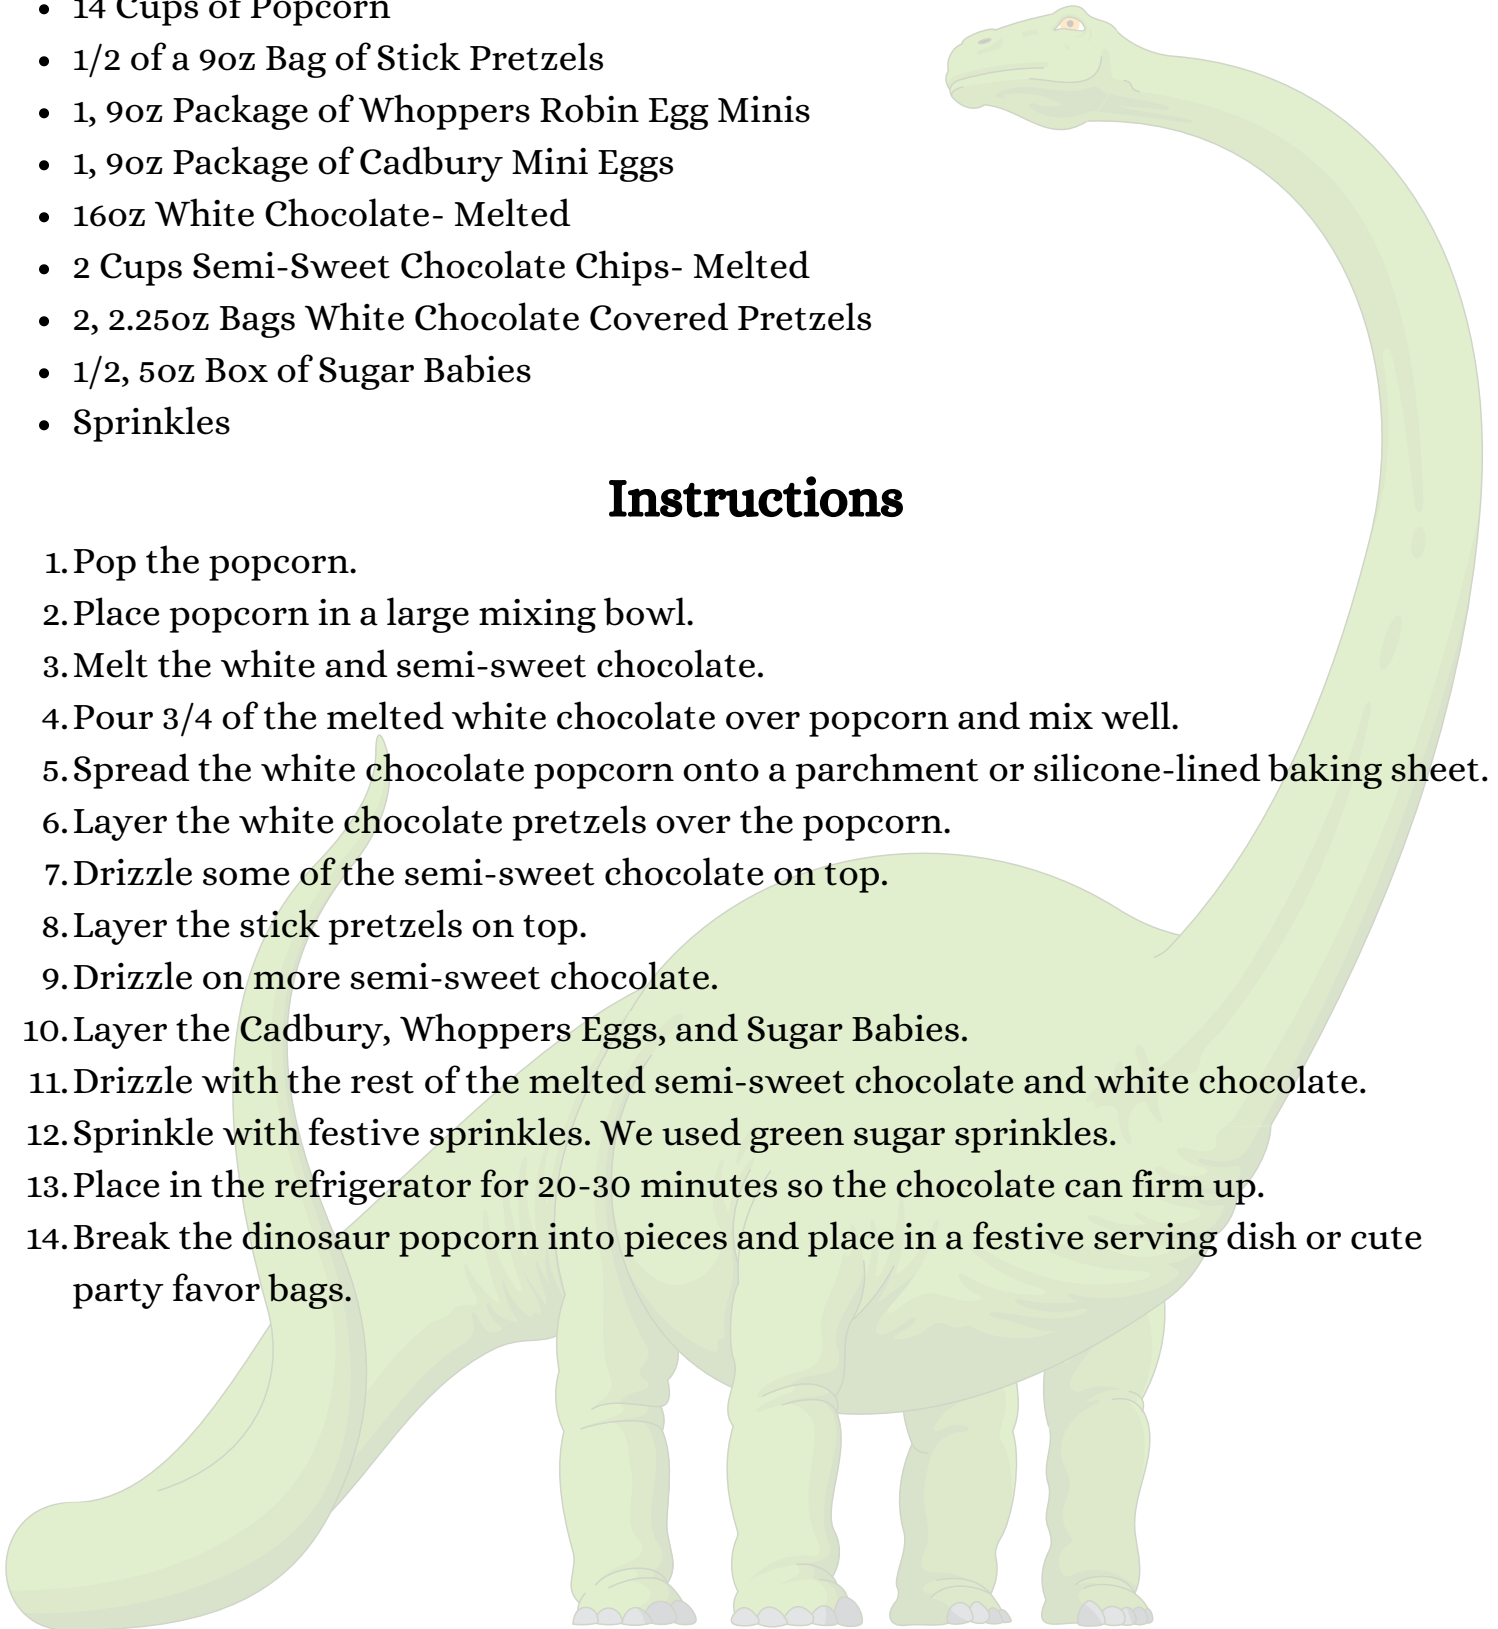 14 Cups of Popcorn
1/2 of a 9oz Bag of Stick Pretzels
1, 9oz Package of Whoppers Robin Egg Minis
1, 9oz Package of Cadbury Mini Eggs
16oz White Chocolate- Melted
2 Cups Semi-Sweet Chocolate Chips- Melted
2, 2.25oz Bags White Chocolate Covered Pretzels
1/2, 5oz Box of Sugar Babies
Sprinkles
Instructions
1. Pop the popcorn.
2. Place popcorn in a large mixing bowl.
3. Melt the white and semi-sweet chocolate.
4. Pour 3/4 of the melted white chocolate over popcorn and mix well.
5. Spread the white chocolate popcorn onto a parchment or silicone-lined baking sheet.
6. Layer the white chocolate pretzels over the popcorn.
7. Drizzle some of the semi-sweet chocolate on top.
8. Layer the stick pretzels on top.
9. Drizzle on more semi-sweet chocolate.
10. Layer the Cadbury, Whoppers Eggs, and Sugar Babies.
11. Drizzle with the rest of the melted semi-sweet chocolate and white chocolate.
12. Sprinkle with festive sprinkles. We used green sugar sprinkles.
13. Place in the refrigerator for 20-30 minutes so the chocolate can firm up.
14. Break the dinosaur popcorn into pieces and place in a festive serving dish or cute
party favor bags.